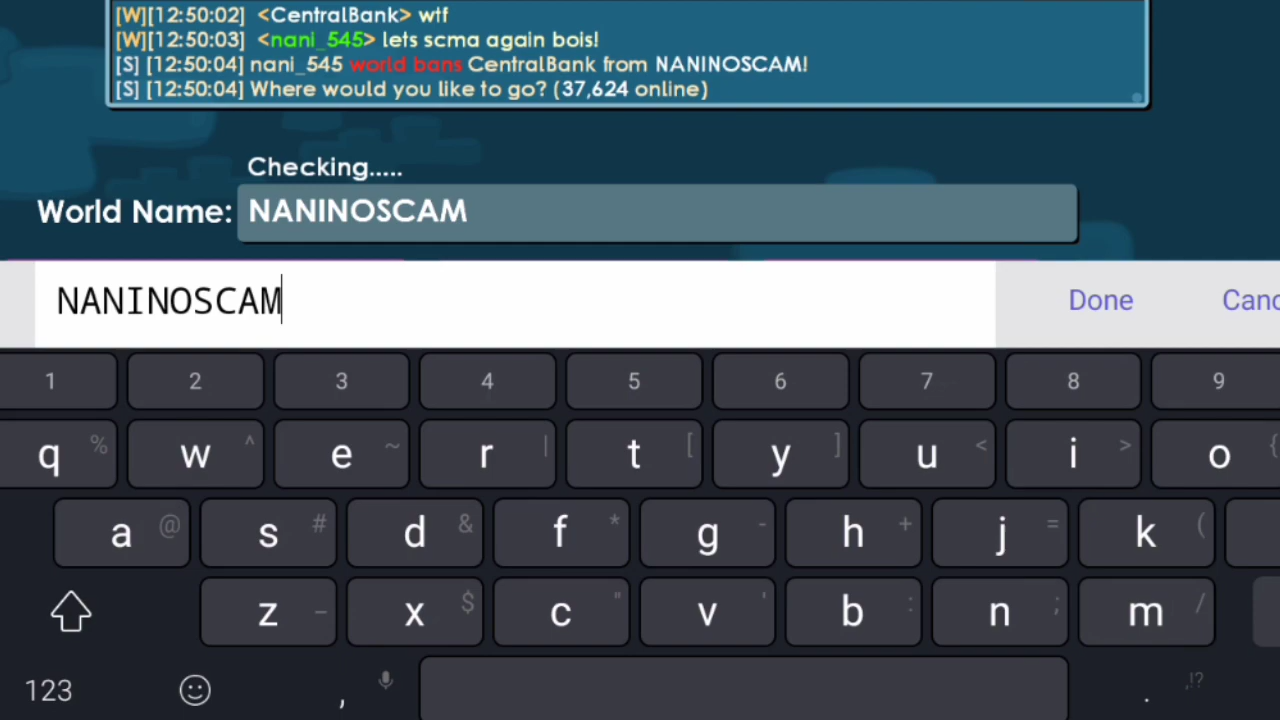 [W][12:50:02] <CentralBank> wtf
[W][12:50:03] <nani_545> lets scma again bois!
[S] [12:50:04] nani_545 world bans CentralBank from NANINOSCAM!
[S] [12:50:04] Where would you like to go? (37,624 online)
Checking.....
World Name: NANINOSCAM
NANINOSCAM Done Canc
1 2 3 4 5 6 7 8 9
q % w ^ e ~ r | t [ y ] u < i > o {
a @ s # d & f * g - h + j = k (
z _ x $ c " v ' b : n ; m /
123 , . ,!?